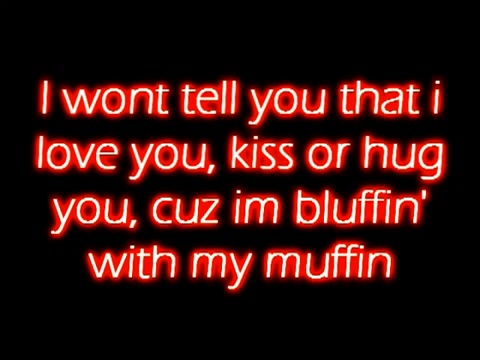 I wont tell you that i
love you, kiss or hug
you, cuz im bluffin'
with my muffin